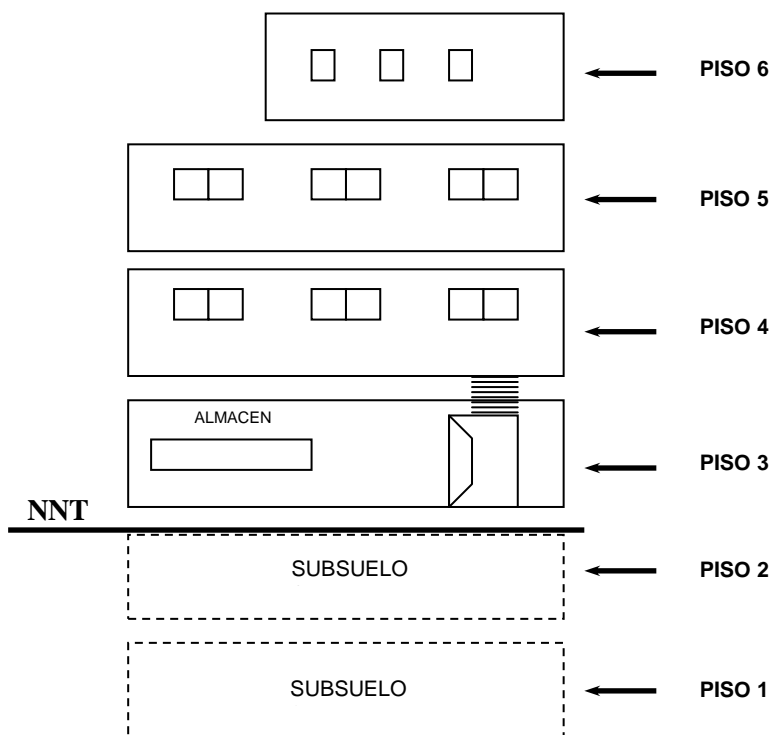 PISO 6
PISO 5
PISO 4
ALMACEN
PISO 3
NNT
SUBSUELO
PISO 2
SUBSUELO
PISO 1